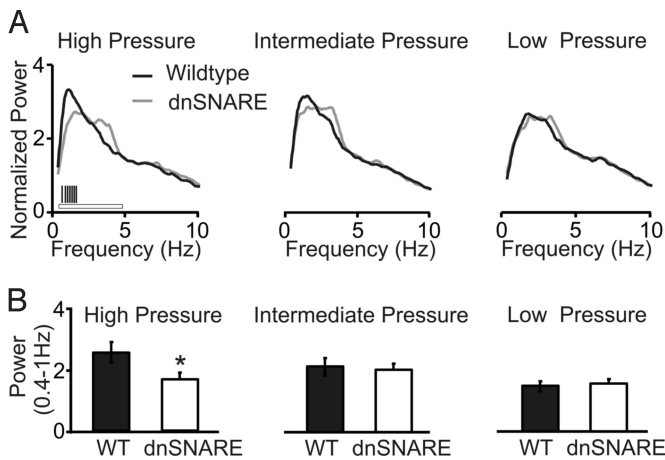 A
High Pressure Intermediate Pressure Low Pressure
Wildtype
dnSNARE
Normalized Power
4
2
0
0 5 10 0 5 10 0 5 10
Frequency (Hz) Frequency (Hz) Frequency (Hz)
B
High Pressure Intermediate Pressure Low Pressure
Power
(0.4-1Hz)
4
2
0
*
WT dnSNARE WT dnSNARE WT dnSNARE